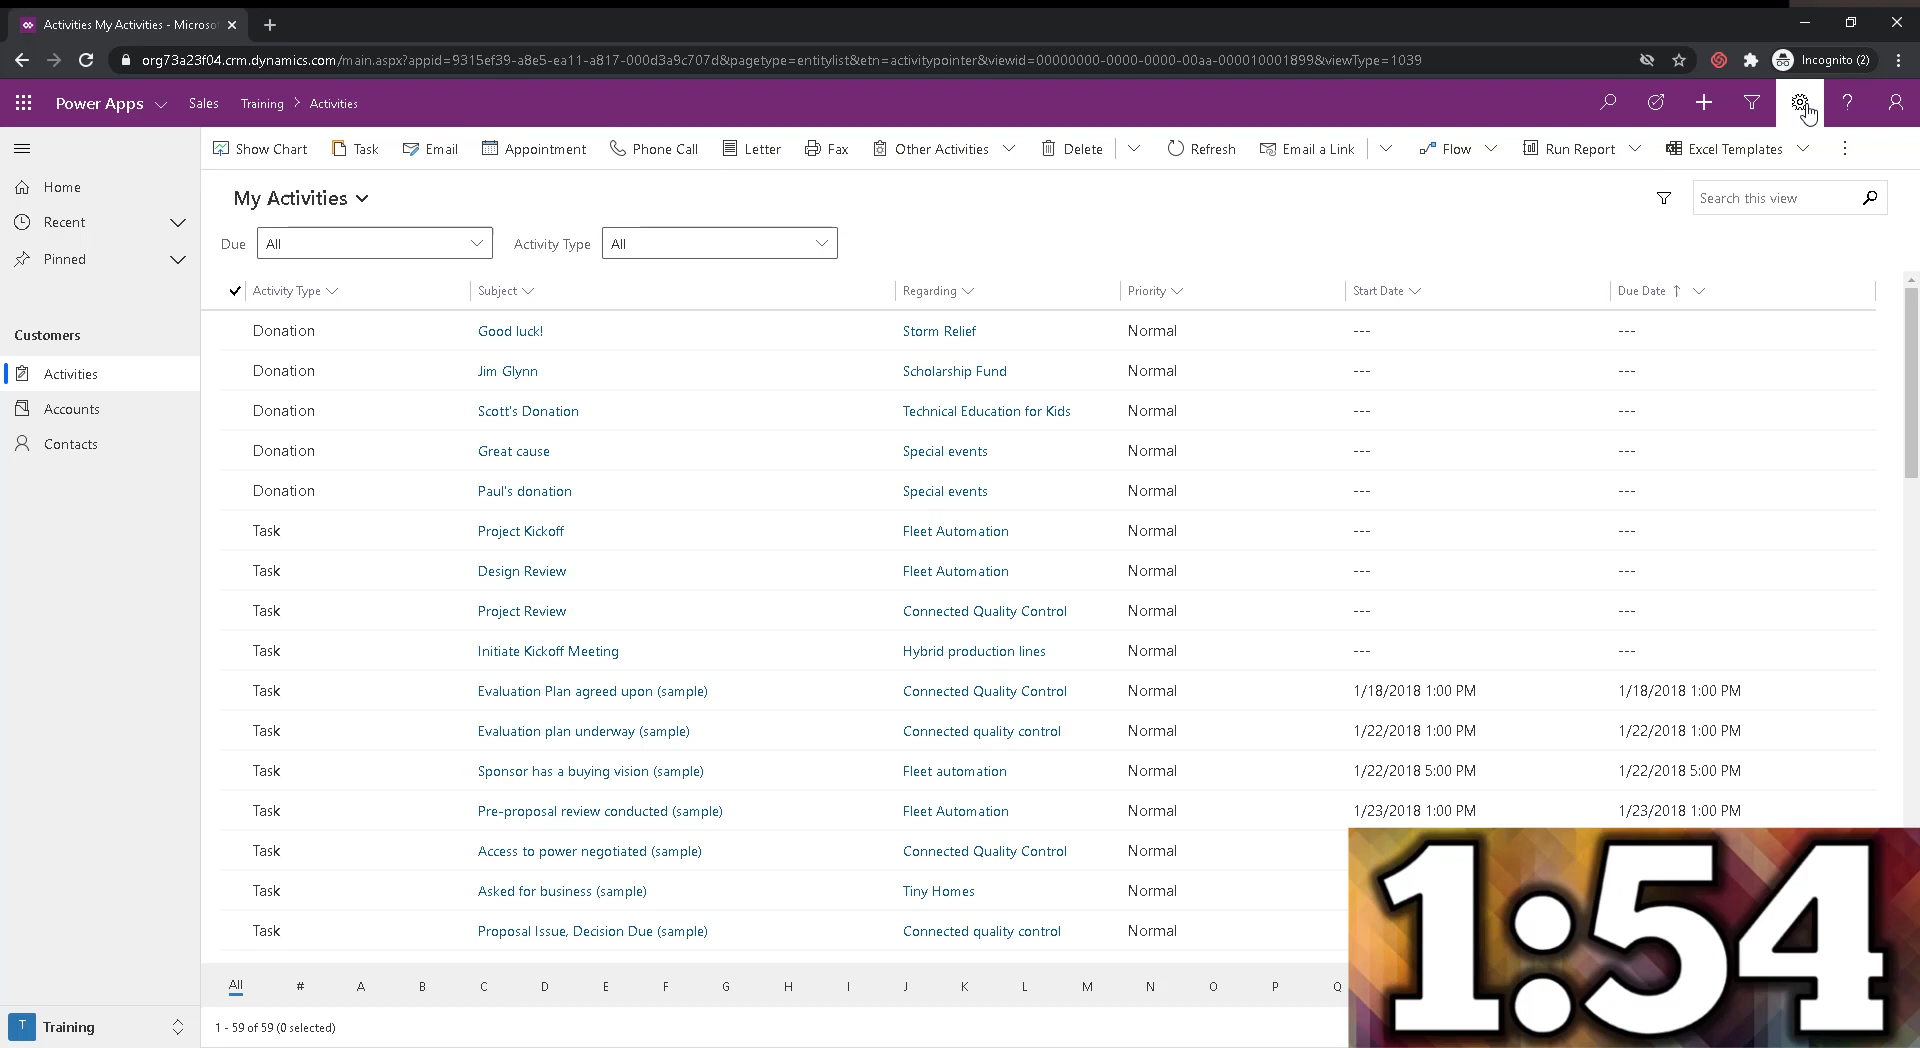 Activities My Activities - Microso
org73a23f04.crm.dynamics.com/main.aspx?appid=9315ef39-a8e5-ea11-a817-000d3a9c707d&pagetype=entitylist&etn=activitypointer&viewid=00000000-0000-0000-00aa-000010001899&viewType=1039
Incognito (2)
Power Apps Sales Training > Activities
Show Chart Task Email Appointment Phone Call Letter Fax Other Activities Delete Refresh Email a Link Flow Run Report Excel Templates
Home
Recent
Pinned
Customers
Activities
Accounts
Contacts
My Activities
Search this view
Due All Activity Type All
Activity Type Subject Regarding Priority Start Date Due Date ↑
Donation Good luck! Storm Relief Normal --- ---
Donation Jim Glynn Scholarship Fund Normal --- ---
Donation Scott's Donation Technical Education for Kids Normal --- ---
Donation Great cause Special events Normal --- ---
Donation Paul's donation Special events Normal --- ---
Task Project Kickoff Fleet Automation Normal --- ---
Task Design Review Fleet Automation Normal --- ---
Task Project Review Connected Quality Control Normal --- ---
Task Initiate Kickoff Meeting Hybrid production lines Normal --- ---
Task Evaluation Plan agreed upon (sample) Connected Quality Control Normal 1/18/2018 1:00 PM 1/18/2018 1:00 PM
Task Evaluation plan underway (sample) Connected quality control Normal 1/22/2018 1:00 PM 1/22/2018 1:00 PM
Task Sponsor has a buying vision (sample) Fleet automation Normal 1/22/2018 5:00 PM 1/22/2018 5:00 PM
Task Pre-proposal review conducted (sample) Fleet Automation Normal 1/23/2018 1:00 PM 1/23/2018 1:00 PM
Task Access to power negotiated (sample) Connected Quality Control Normal
Task Asked for business (sample) Tiny Homes Normal
Task Proposal Issue, Decision Due (sample) Connected quality control Normal
All # A B C D E F G H I J K L M N O P Q
T Training
1 - 59 of 59 (0 selected)
1:54